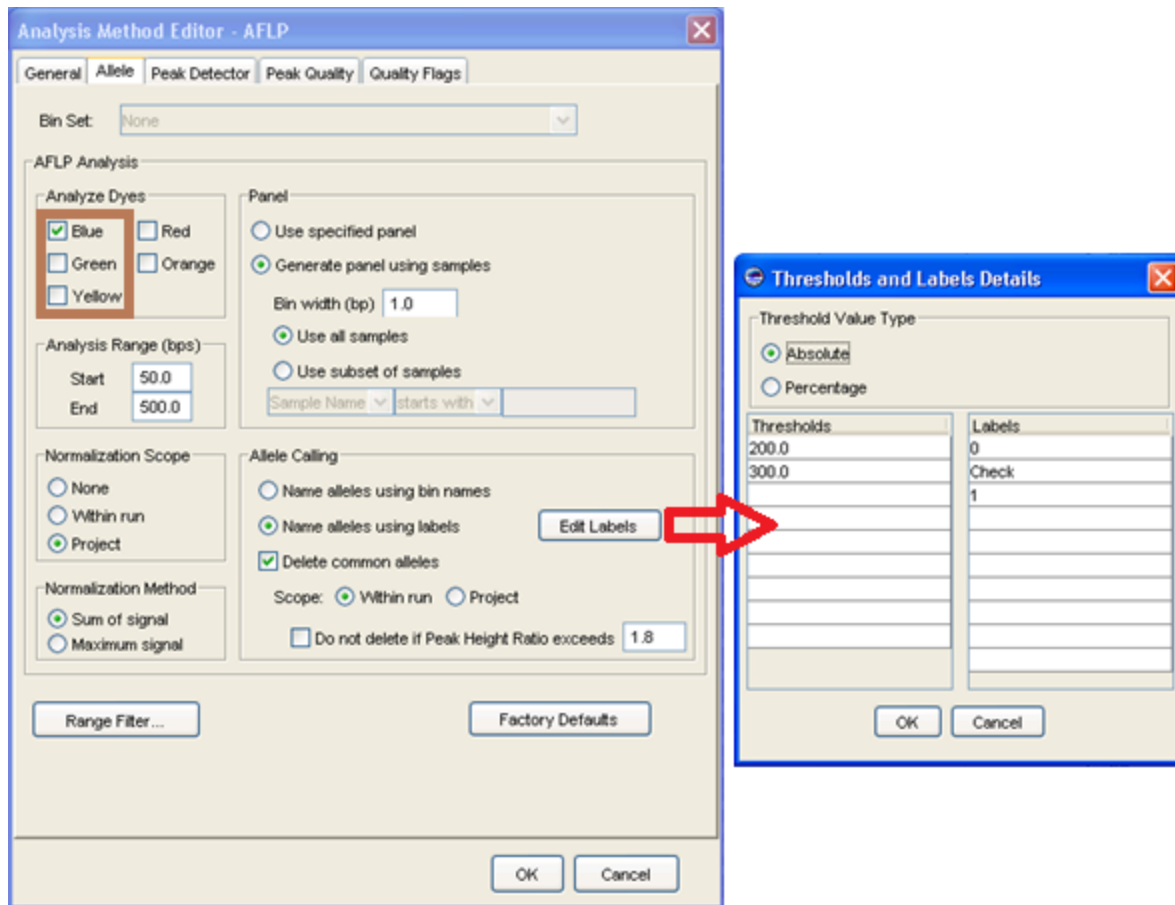 Analysis Method Editor - AFLP
General Allele Peak Detector Peak Quality Quality Flags
Bin Set: None
AFLP Analysis
Analyze Dyes
Blue Red
Green Orange
Yellow
Analysis Range (bps)
Start 50.0
End 500.0
Normalization Scope
None
Within run
Project
Normalization Method
Sum of signal
Maximum signal
Panel
Use specified panel
Generate panel using samples
Bin width (bp) 1.0
Use all samples
Use subset of samples
Sample Name starts with
Allele Calling
Name alleles using bin names
Name alleles using labels Edit Labels
Delete common alleles
Scope: Within run Project
Do not delete if Peak Height Ratio exceeds 1.8
Range Filter... Factory Defaults
OK Cancel
Thresholds and Labels Details
Threshold Value Type
Absolute
Percentage
Thresholds Labels
200.0 0
300.0 Check
1
OK Cancel